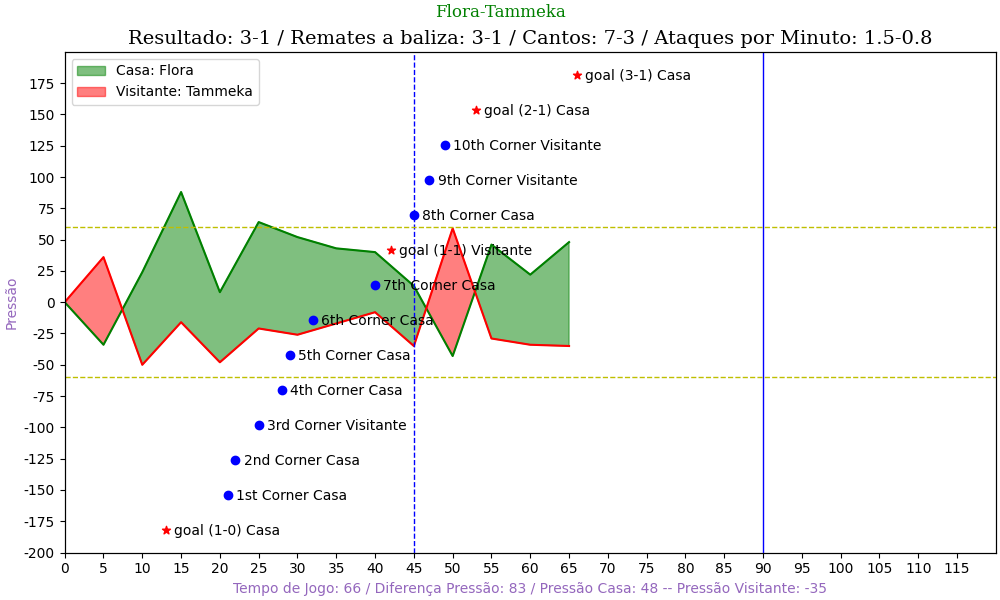 Flora-Tammeka
Resultado: 3-1 / Remates a baliza: 3-1 / Cantos: 7-3 / Ataques por Minuto: 1.5-0.8
Casa: Flora
Visitante: Tammeka
goal (3-1) Casa
goal (2-1) Casa
10th Corner Visitante
9th Corner Visitante
8th Corner Casa
goal (1-1) Visitante
7th Corner Casa
6th Corner Casa
5th Corner Casa
4th Corner Casa
3rd Corner Visitante
2nd Corner Casa
1st Corner Casa
goal (1-0) Casa
175
150
125
100
75
50
25
0
-25
-50
-75
-100
-125
-150
-175
-200
Pressão
0 5 10 15 20 25 30 35 40 45 50 55 60 65 70 75 80 85 90 95 100 105 110 115
Tempo de Jogo: 66 / Diferença Pressão: 83 / Pressão Casa: 48 -- Pressão Visitante: -35